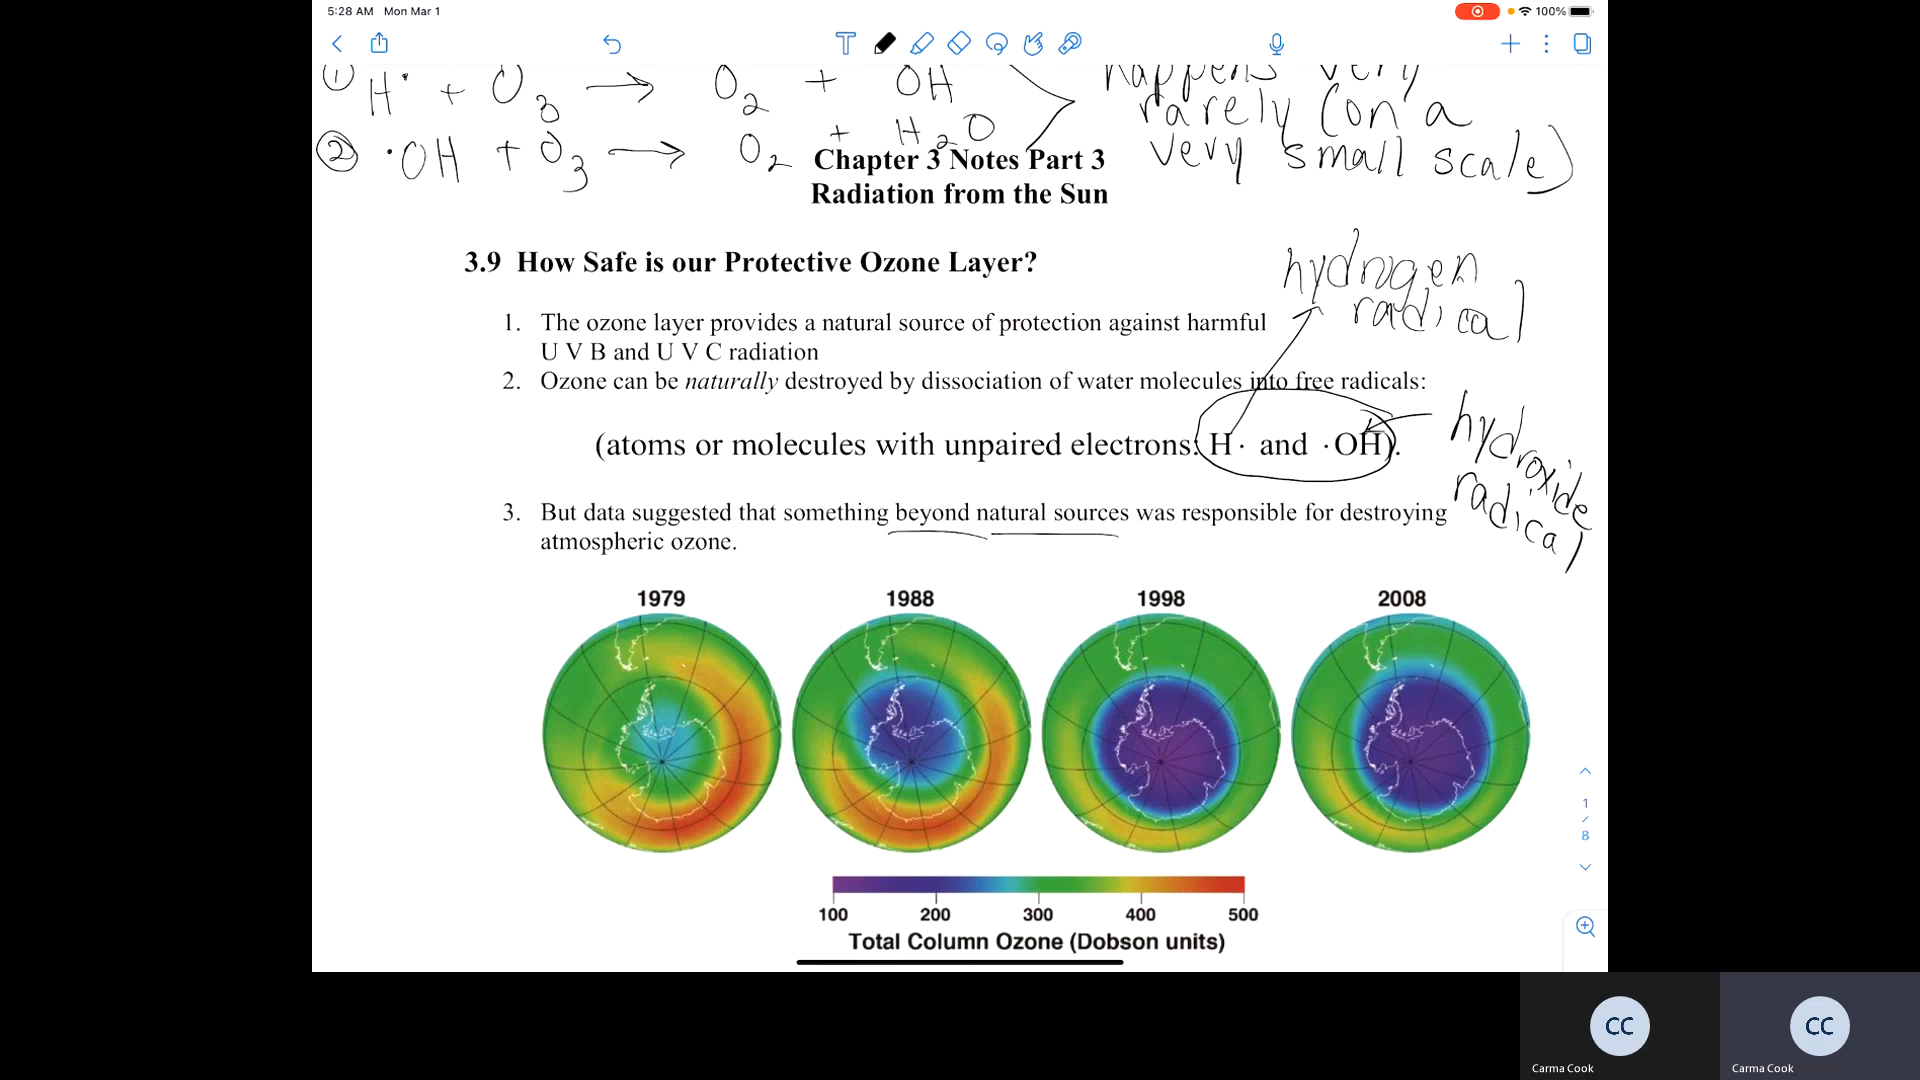 5:28 AM Mon Mar 1
100%
① H· + O3 → O2 + OH
② ·OH + O3 → O2 + H2O
happens very
rarely (on a
very small scale)
Chapter 3 Notes Part 3
Radiation from the Sun
3.9 How Safe is our Protective Ozone Layer?
hydrogen
radical
1. The ozone layer provides a natural source of protection against harmful
U V B and U V C radiation
2. Ozone can be naturally destroyed by dissociation of water molecules into free radicals:
(atoms or molecules with unpaired electrons: H· and ·OH).
hydroxide
radical
3. But data suggested that something beyond natural sources was responsible for destroying
atmospheric ozone.
1979 1988 1998 2008
1
/
8
100 200 300 400 500
Total Column Ozone (Dobson units)
CC CC
Carma Cook Carma Cook